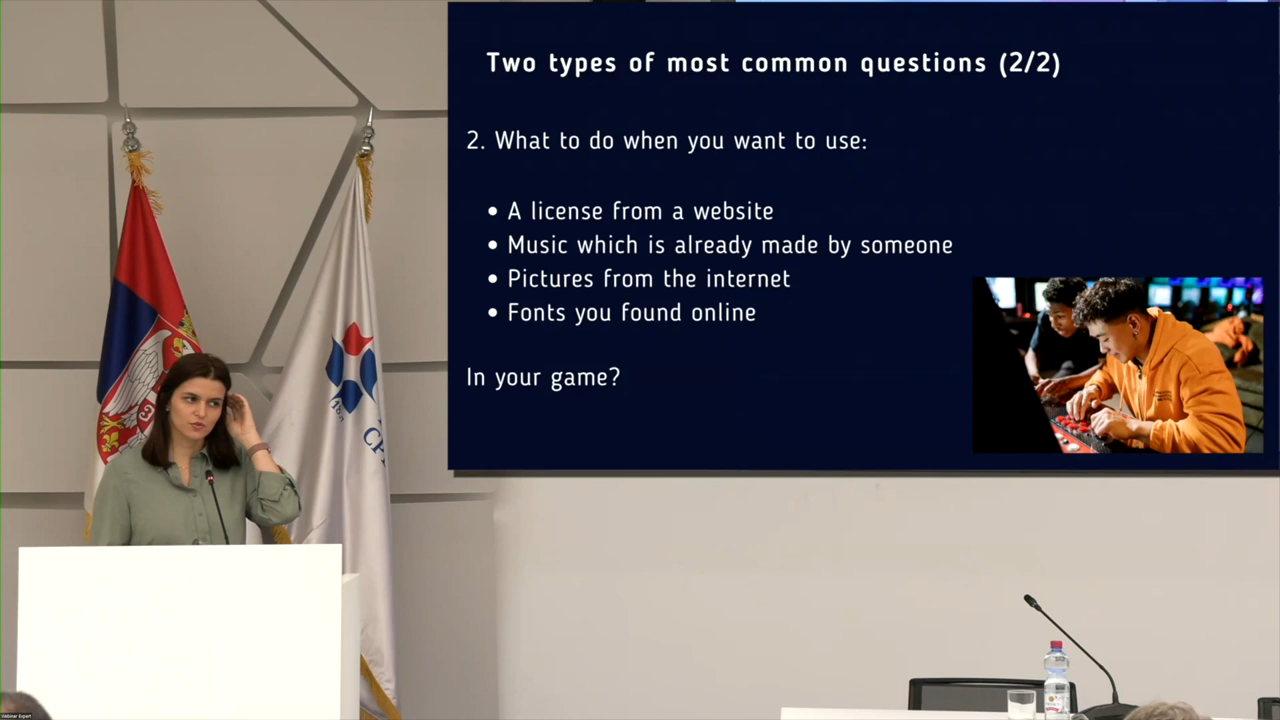 Two types of most common questions (2/2)
2. What to do when you want to use:
• A license from a website
• Music which is already made by someone
• Pictures from the internet
• Fonts you found online
In your game?
Webinar Expert